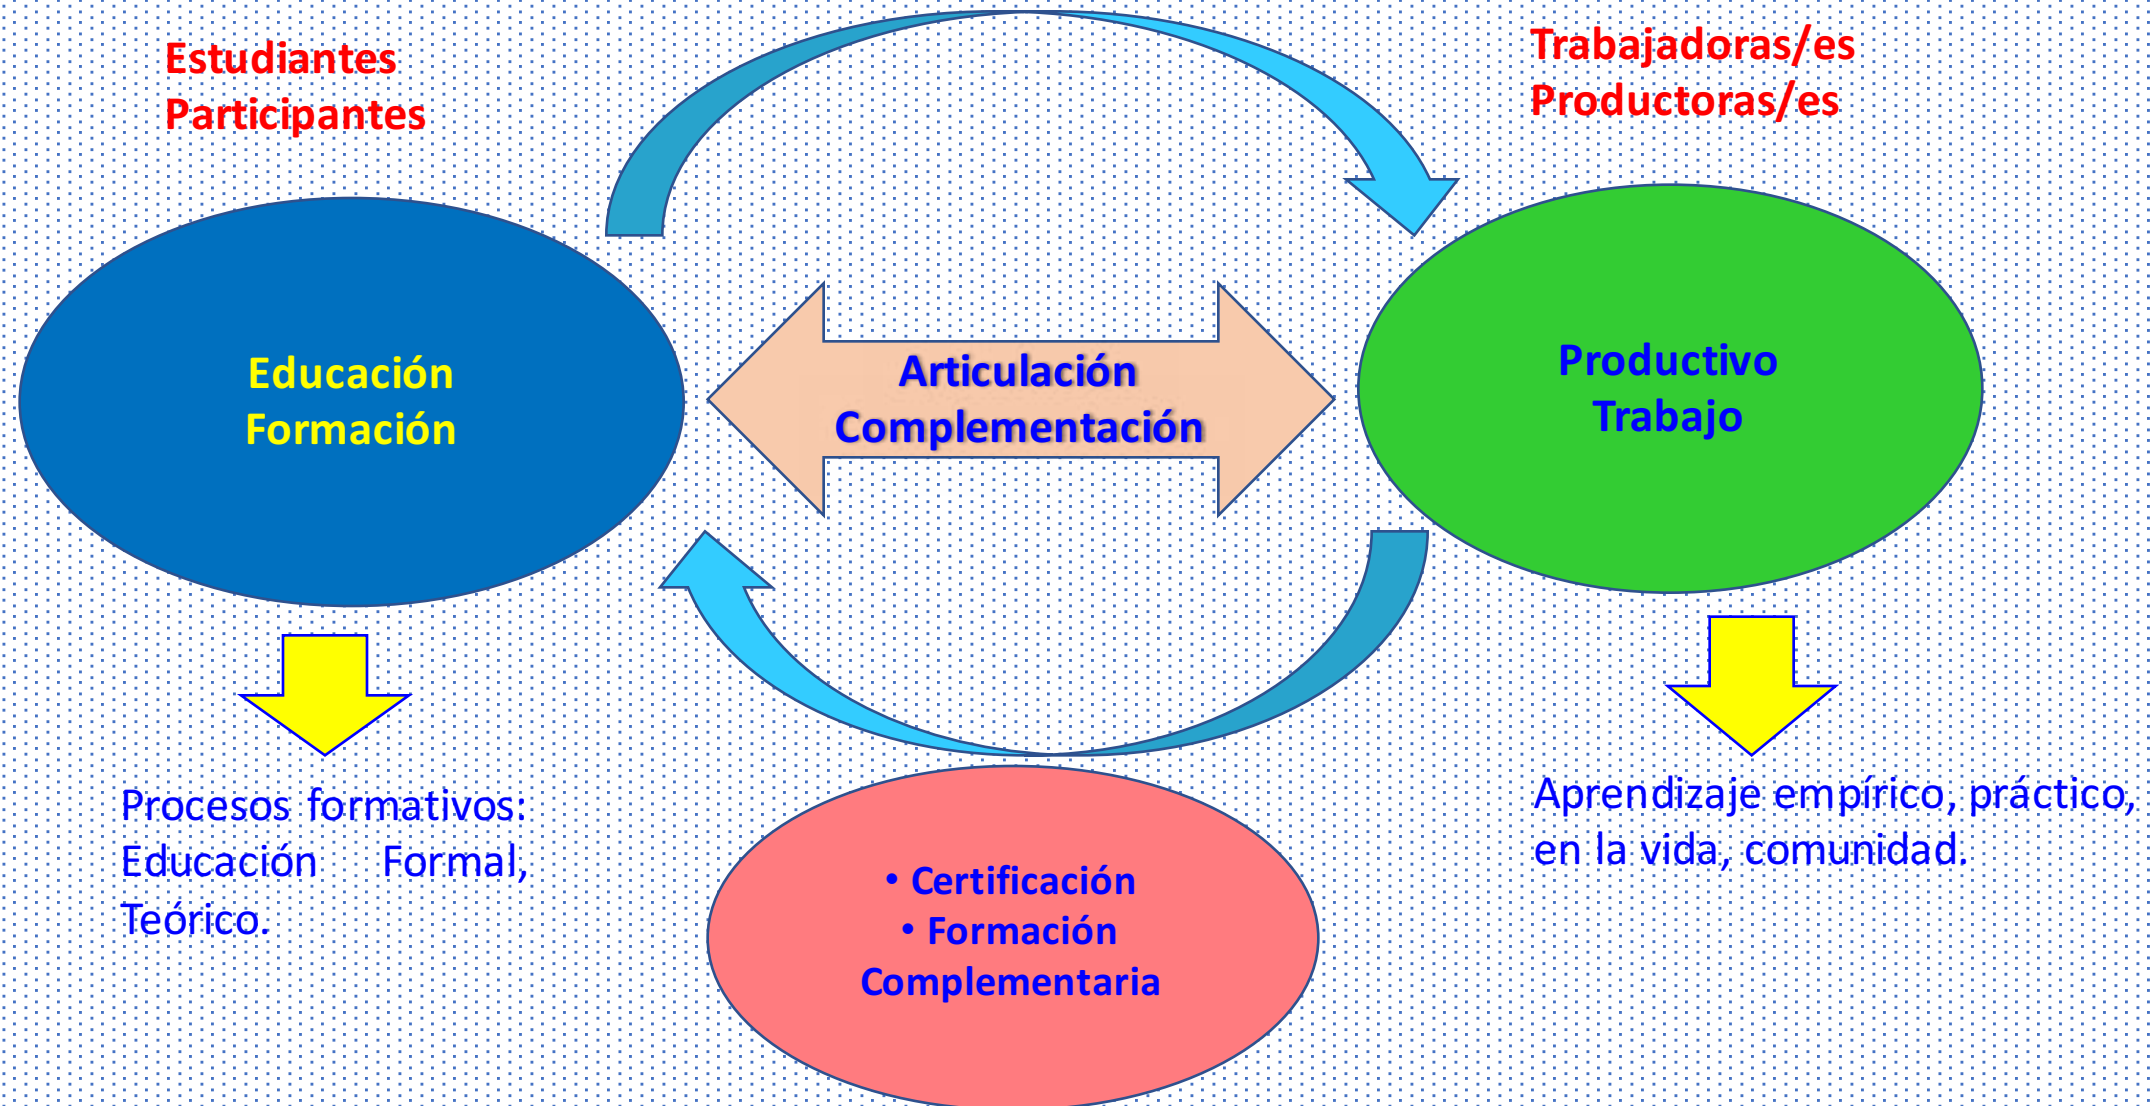 Estudiantes
Participantes
Trabajadoras/es
Productoras/es
Educación
Formación
Articulación
Complementación
Productivo
Trabajo
Procesos formativos:
Educación Formal,
Teórico.
Aprendizaje empírico, práctico,
en la vida, comunidad.
• Certificación
• Formación
Complementaria